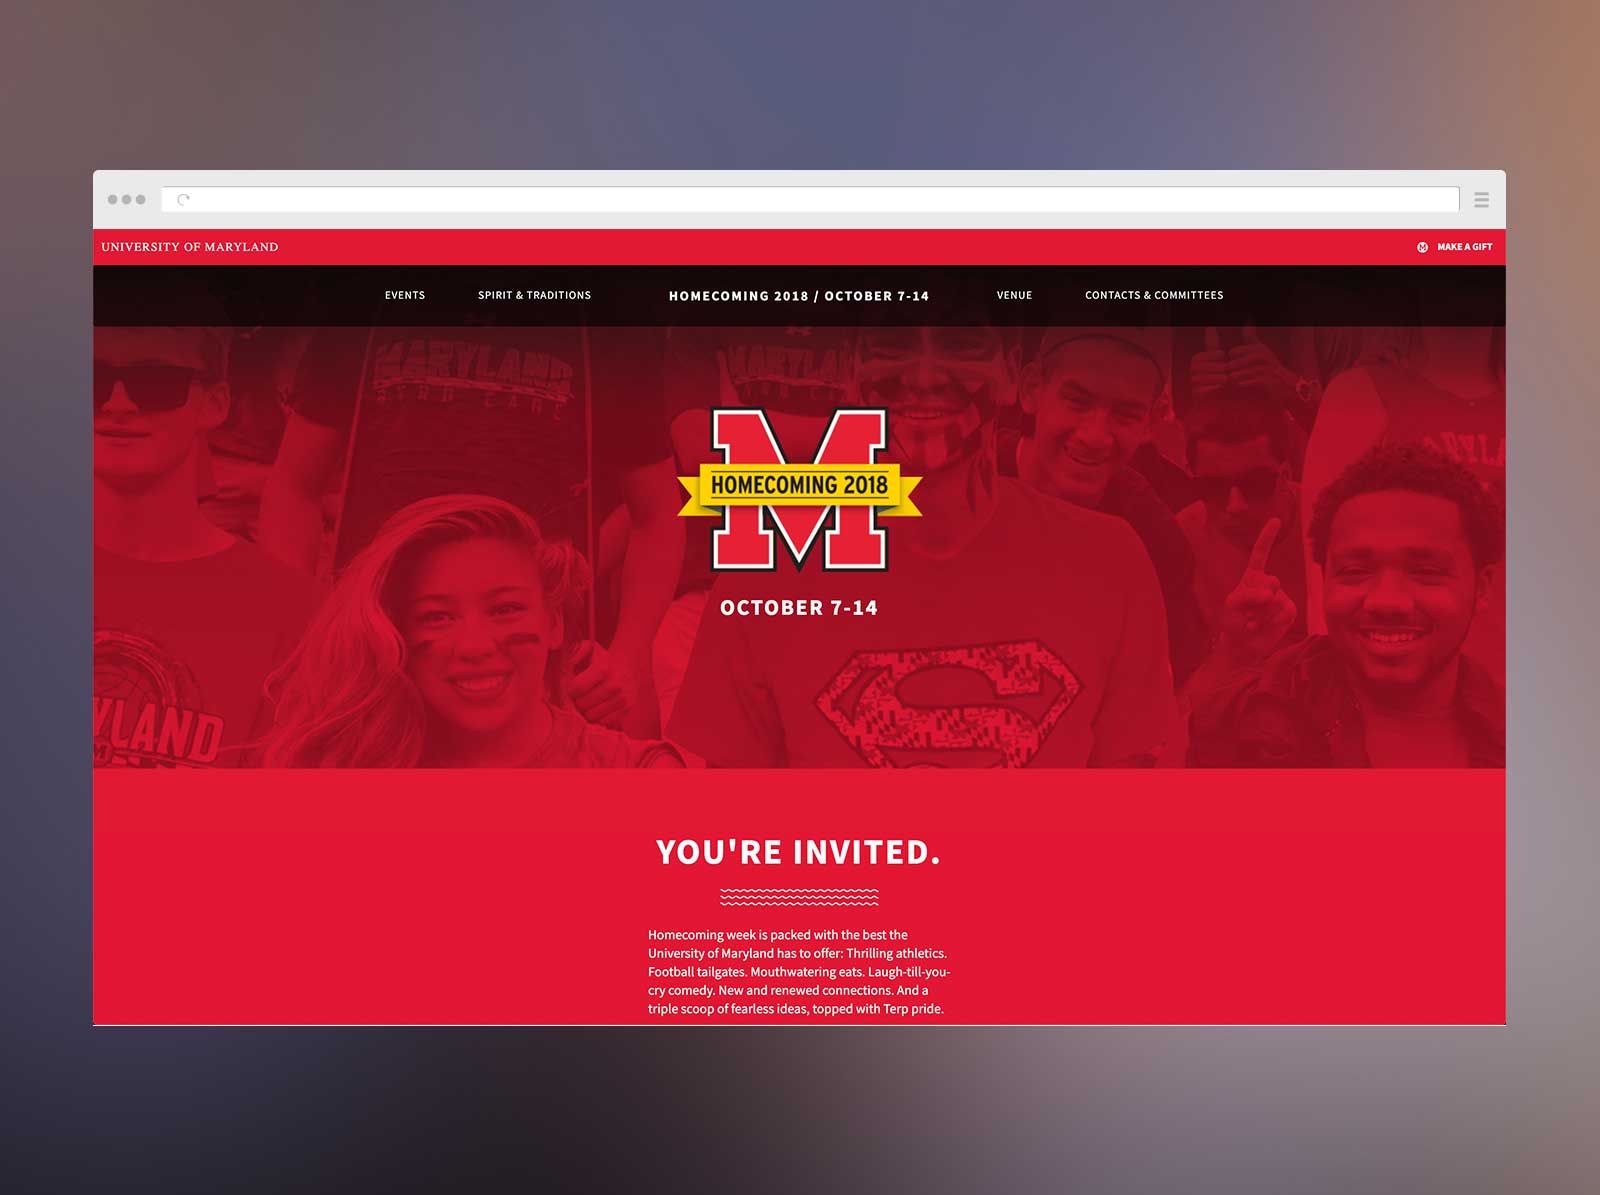 UNIVERSITY OF MARYLAND
MAKE A GIFT
EVENTS
SPIRIT & TRADITIONS
HOMECOMING 2018 / OCTOBER 7-14
VENUE
CONTACTS & COMMITTEES
MARYLAND
MARYLAND
HOMECOMING 2018
M
OCTOBER 7-14
YLAND
YOU'RE INVITED.
Homecoming week is packed with the best the
University of Maryland has to offer: Thrilling athletics.
Football tailgates. Mouthwatering eats. Laugh-till-you-
cry comedy. New and renewed connections. And a
triple scoop of fearless ideas, topped with Terp pride.